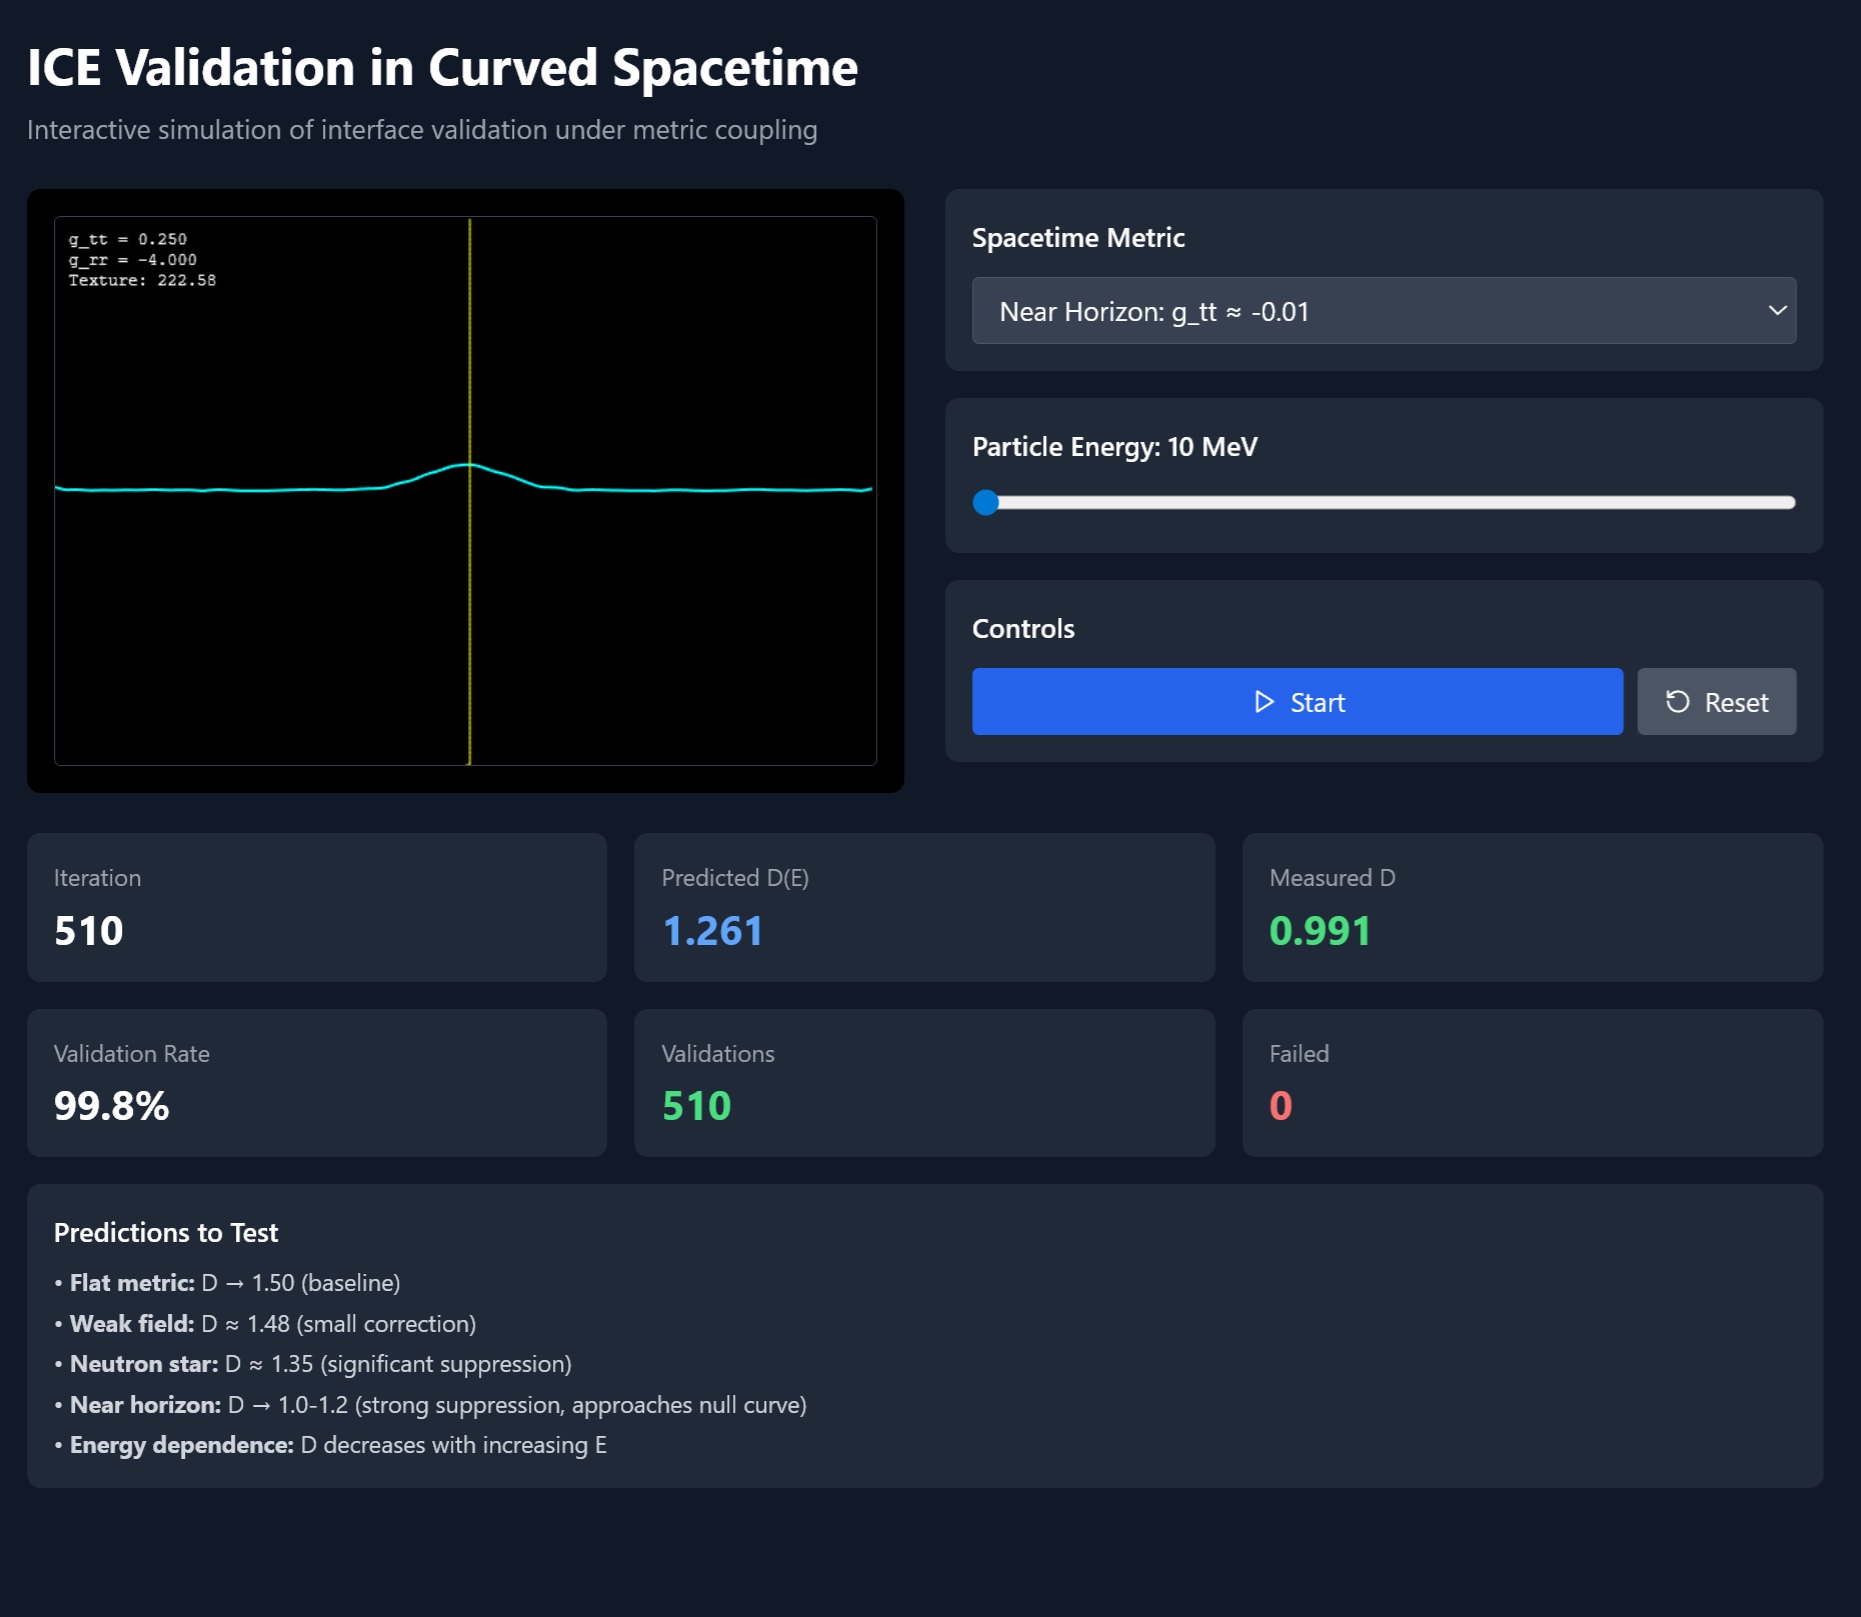 ICE Validation in Curved Spacetime
Interactive simulation of interface validation under metric coupling
g_tt = 0.250
g_rr = -4.000
Texture: 222.58
Spacetime Metric
Near Horizon: g_tt ≈ -0.01
Particle Energy: 10 MeV
Controls
Start
Reset
Iteration
510
Predicted D(E)
1.261
Measured D
0.991
Validation Rate
99.8%
Validations
510
Failed
0
Predictions to Test
• Flat metric: D → 1.50 (baseline)
• Weak field: D ≈ 1.48 (small correction)
• Neutron star: D ≈ 1.35 (significant suppression)
• Near horizon: D → 1.0-1.2 (strong suppression, approaches null curve)
• Energy dependence: D decreases with increasing E